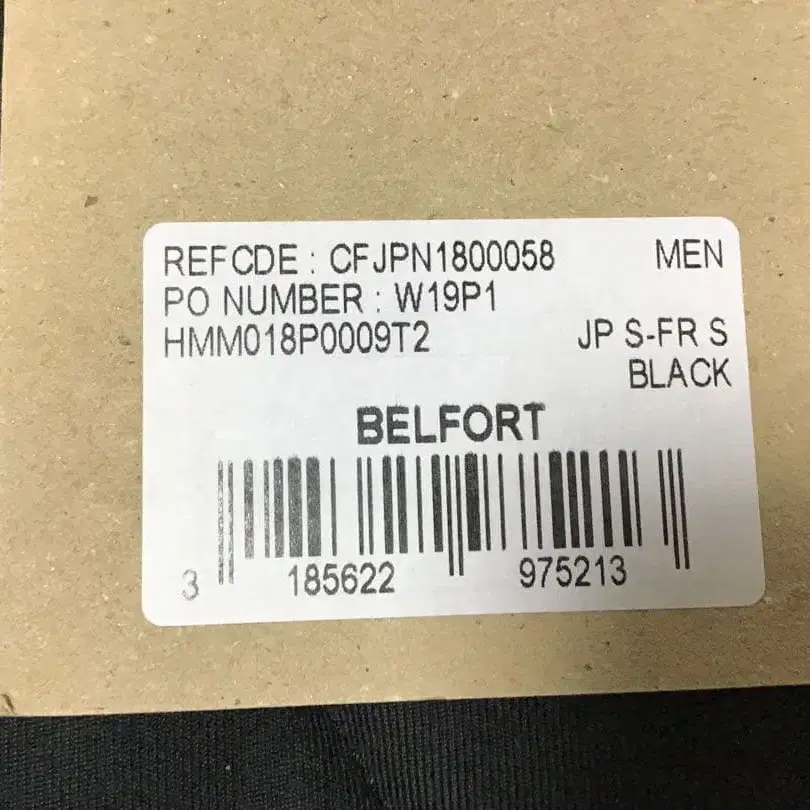 REFCDE : CFJPN1800058 MEN
PO NUMBER : W19P1
HMM018P0009T2 JP S-FR S
BLACK
BELFORT
3 185622 975213